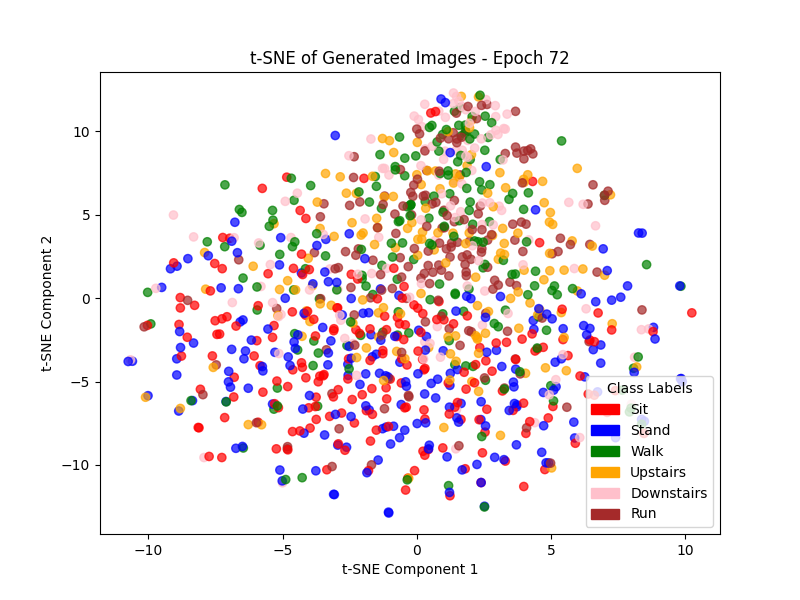 t-SNE of Generated Images - Epoch 72
t-SNE Component 2
10
5
0
−5
−10
−10
−5
0
5
10
t-SNE Component 1
Class Labels
Sit
Stand
Walk
Upstairs
Downstairs
Run